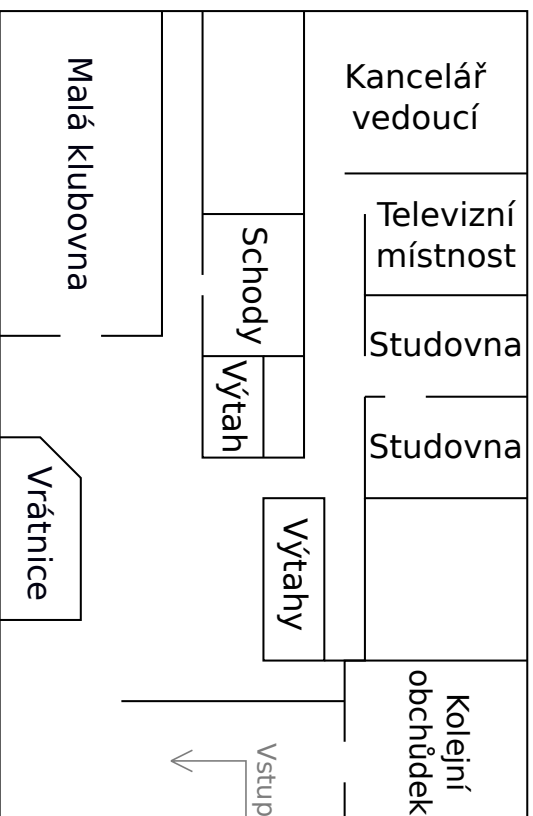 Kancelář
vedoucí
Malá klubovna
Televizní
místnost
Schody
Studovna
Výtah
Studovna
Vrátnice
Výtahy
Kolejní
obchůdek
Vstup